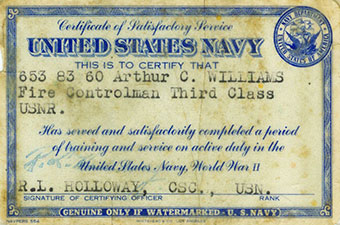 Certificate of Satisfactory Service
UNITED STATES NAVY
THIS IS TO CERTIFY THAT
653 83 60 Arthur C. WILLIAMS
Fire Controlman Third Class
USNR.
Has served and satisfactorily completed a period
of training and service on active duty in the
United States Navy, World War II
R.L. HOLLOWAY, CSC., USN.
SIGNATURE OF CERTIFYING OFFICER RANK
(GENUINE ONLY IF WATERMARKED - U. S. NAVY)